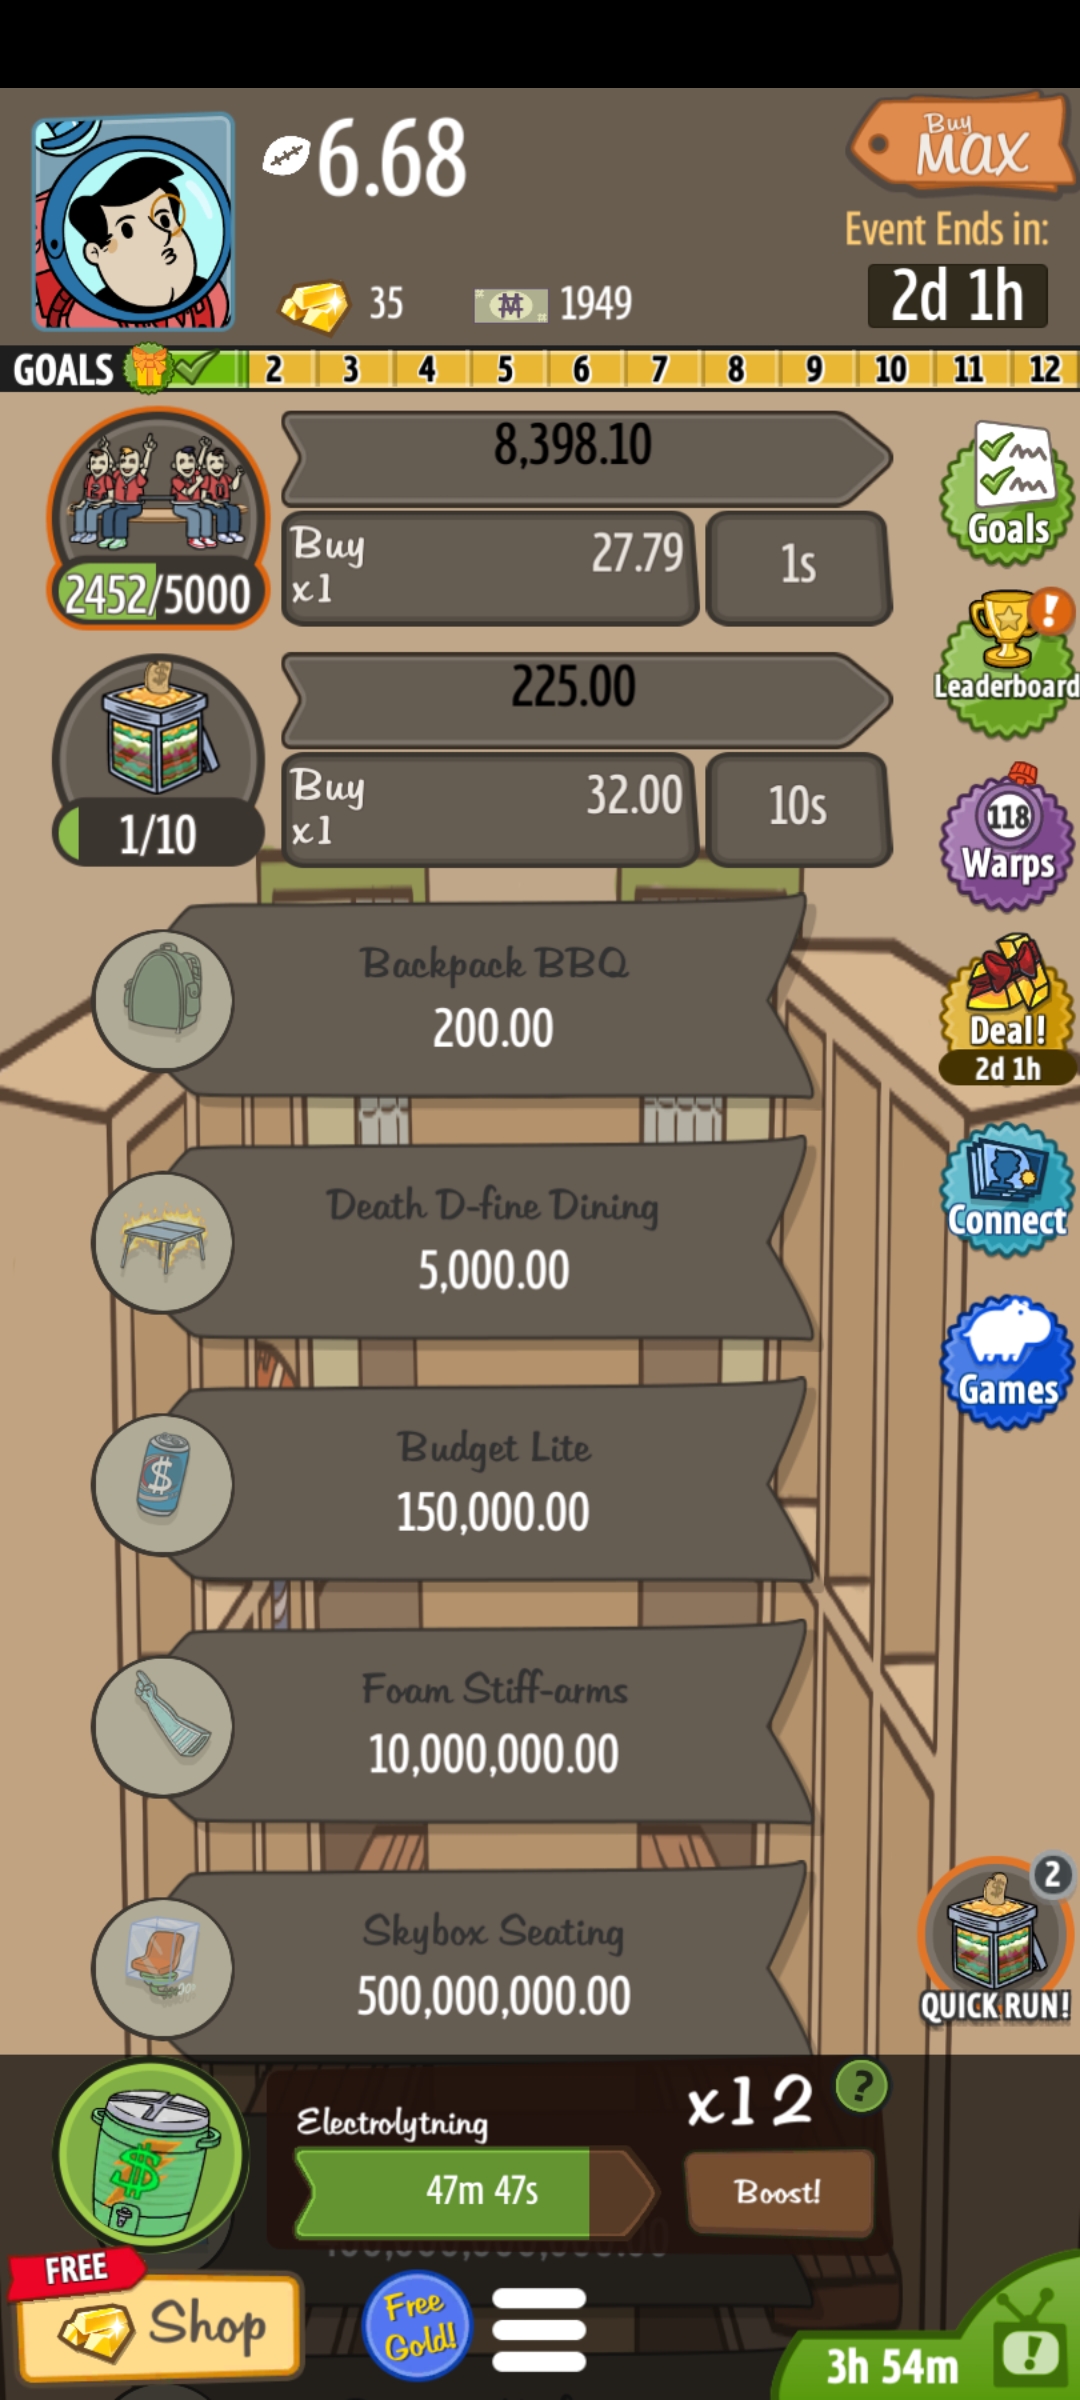 6.68
Buy
Max
Event Ends in:
35
1949
2d 1h
GOALS 2 3 4 5 6 7 8 9 10 11 12
8,398.10
Buy
x1
27.79
1s
2452/5000
Goals
225.00
Leaderboard
Buy
x1
32.00
10s
1/10
118
Warps
Backpack BBQ
200.00
Deal!
2d 1h
Death D-fine Dining
5,000.00
Connect
Games
Budget Lite
150,000.00
Foam Stiff-arms
10,000,000.00
2
QUICK RUN!
Skybox Seating
500,000,000.00
Electrolytning
x12
?
47m 47s
Boost!
FREE
Shop
Free
Gold!
3h 54m